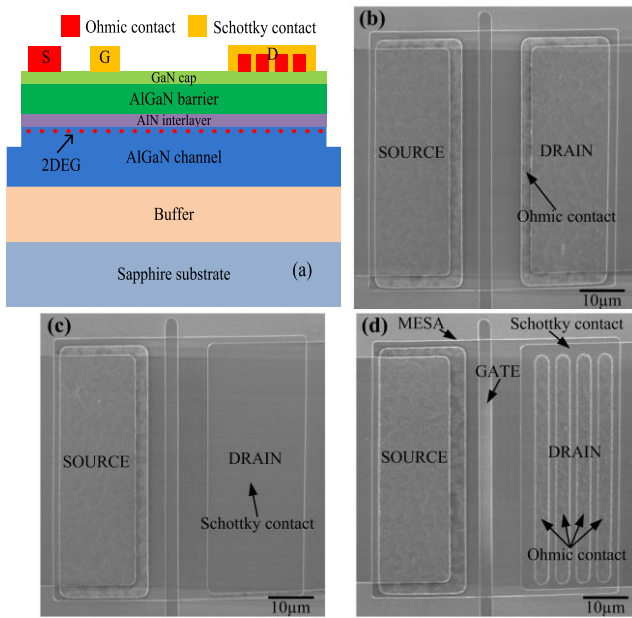 Ohmic contact Schottky contact
S G D
GaN cap
AlGaN barrier
AlN interlayer
2DEG AlGaN channel
Buffer
Sapphire substrate (a)
(b)
SOURCE DRAIN
Ohmic contact
10μm
(c)
SOURCE DRAIN
Schottky contact
10μm
(d) MESA Schottky contact
GATE
SOURCE DRAIN
Ohmic contact
10μm